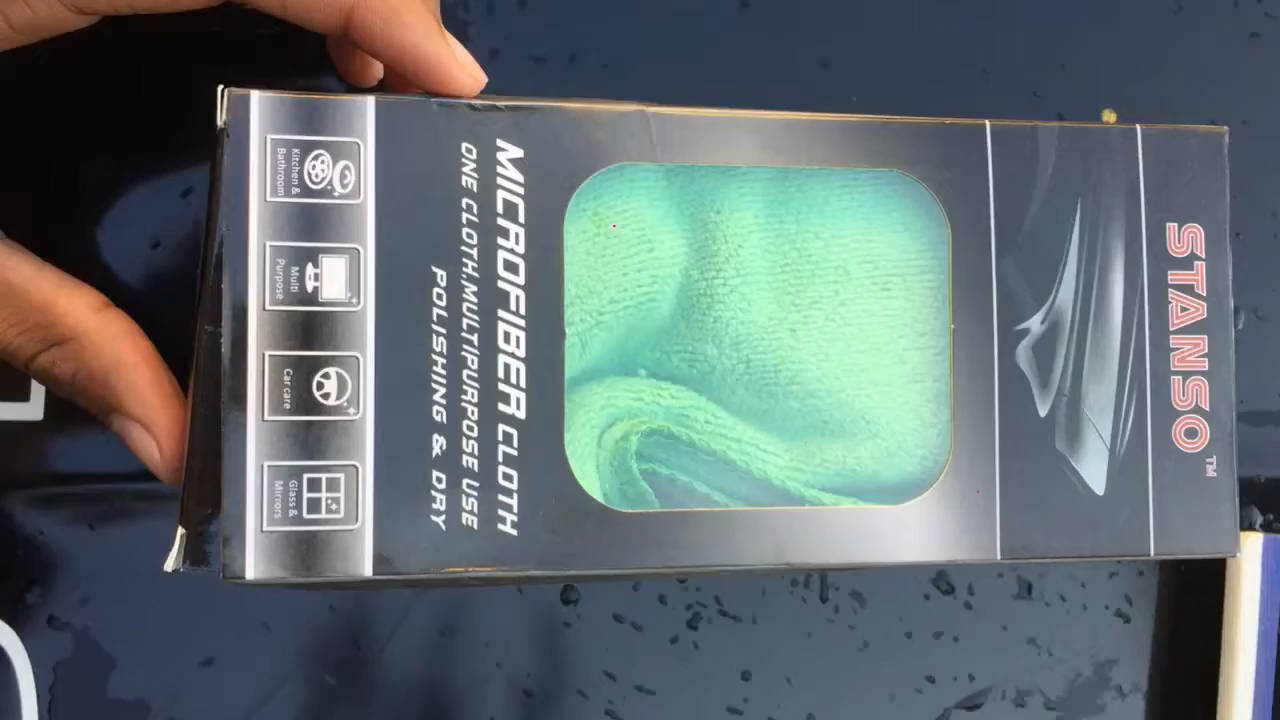 STANSO™
MICROFIBER CLOTH
ONE CLOTH,MULTIPURPOSE USE
POLISHING & DRY
Kitchen &
Bathroom
Multi
Purpose
Car care
Glass &
Mirrors